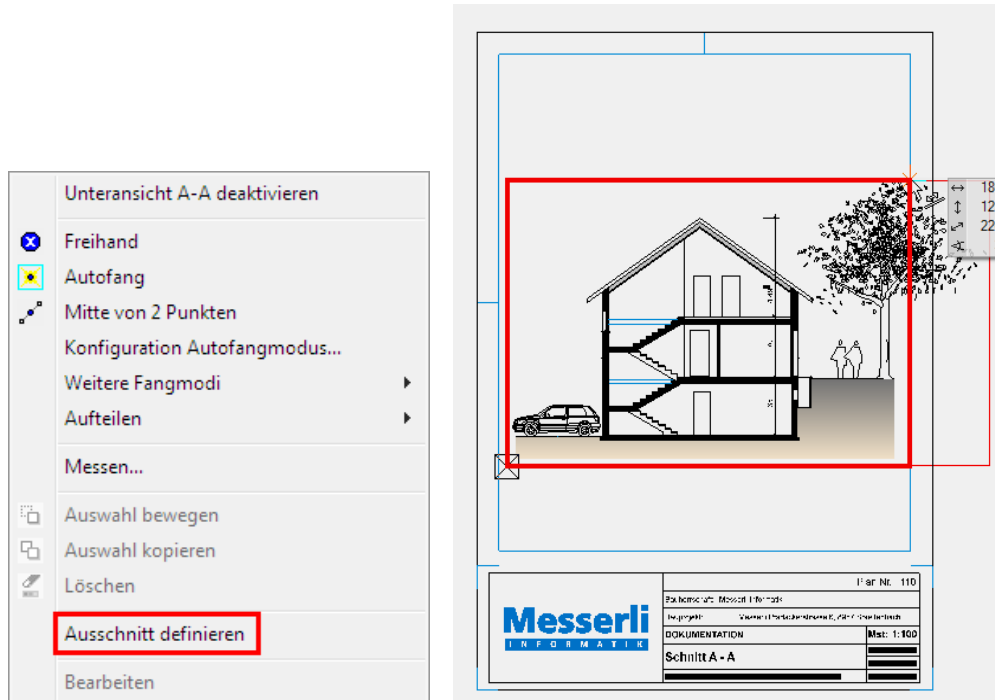 Unteransicht A-A deaktivieren
Freihand
Autofang
Mitte von 2 Punkten
Konfiguration Autofangmodus...
Weitere Fangmodi
Aufteilen
Messen...
Auswahl bewegen
Auswahl kopieren
Löschen
Ausschnitt definieren
Bearbeiten
18
12
22
Plan Nr. 110
Messerli
INFORMATIK
DOKUMENTATION Mst: 1:100
Schnitt A - A